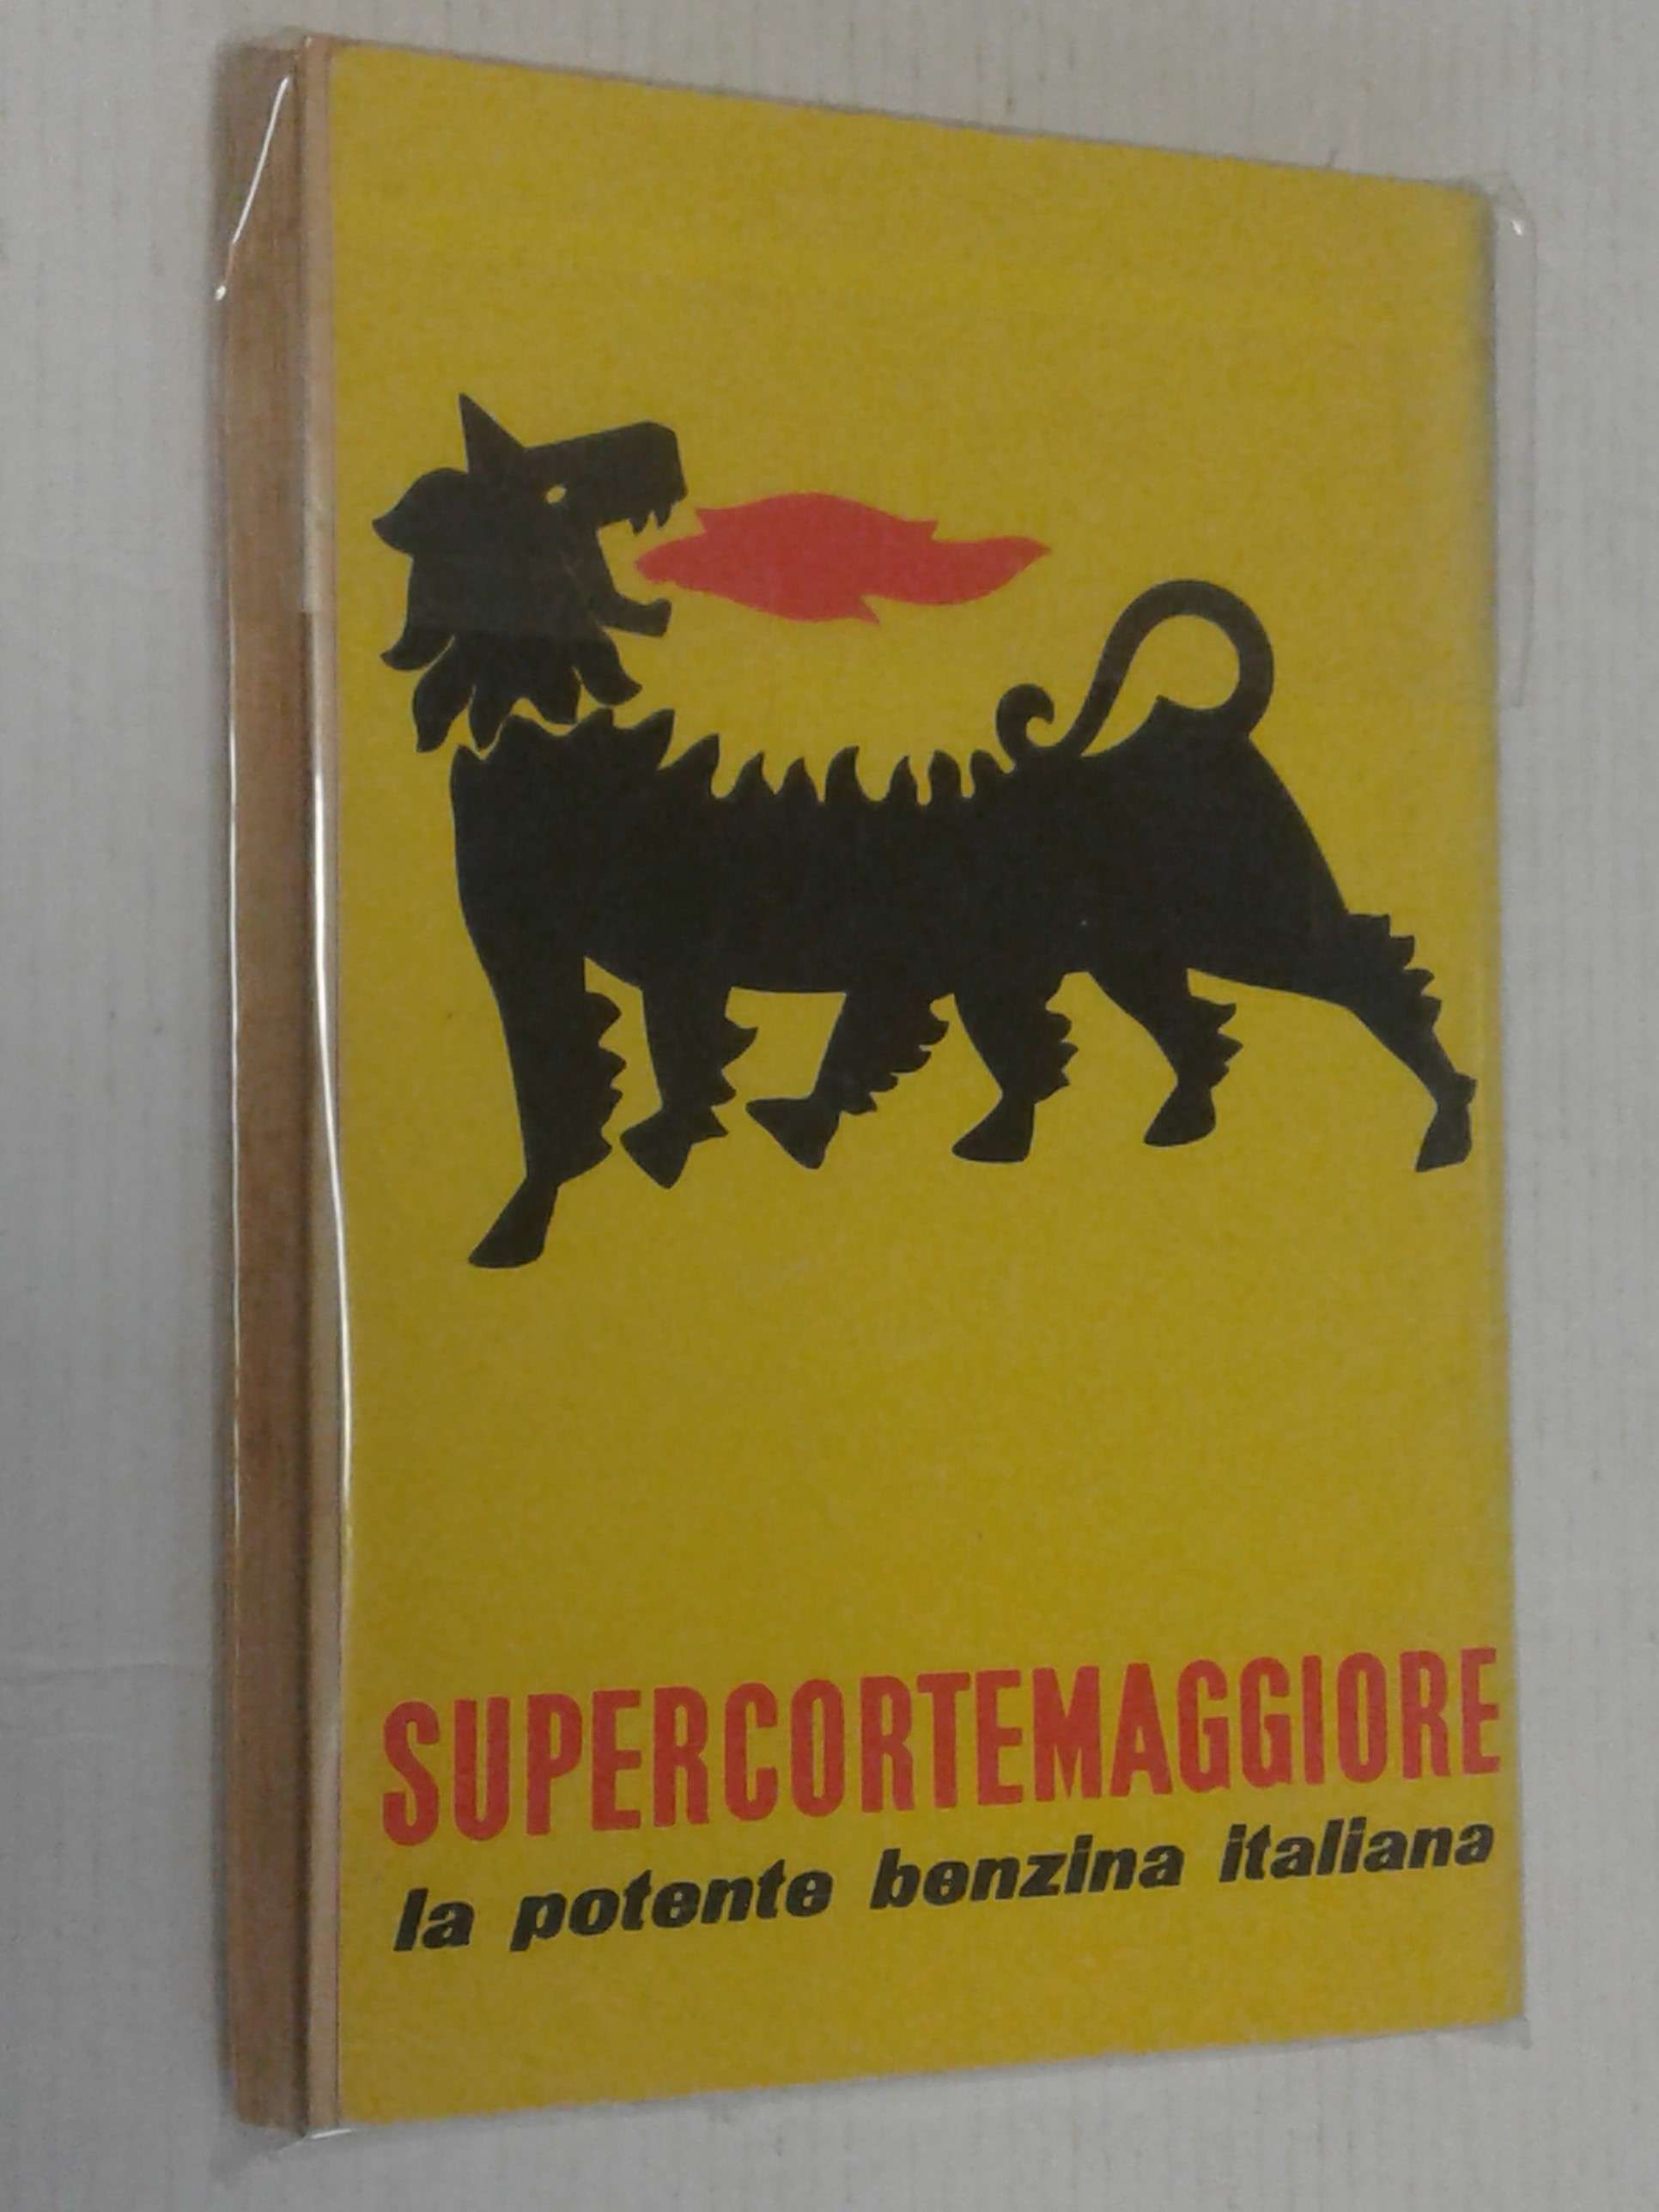 SUPERCORTEMAGGIORE
la potente benzina italiana